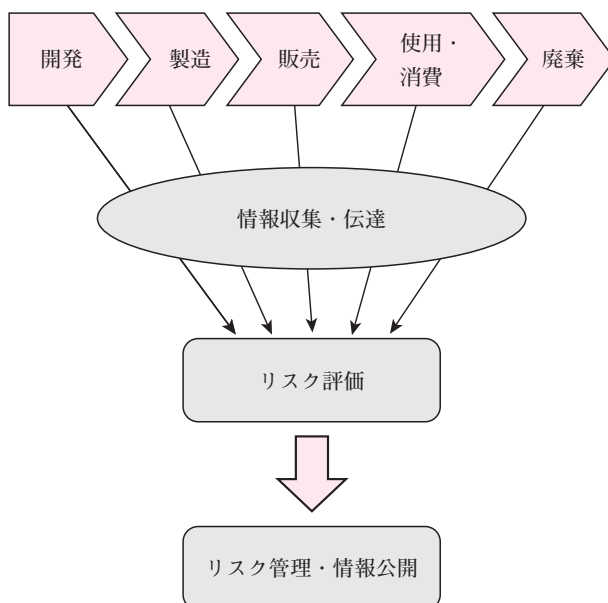 開発
製造
販売
使用・
消費
廃棄
情報収集・伝達
リスク評価
リスク管理・情報公開